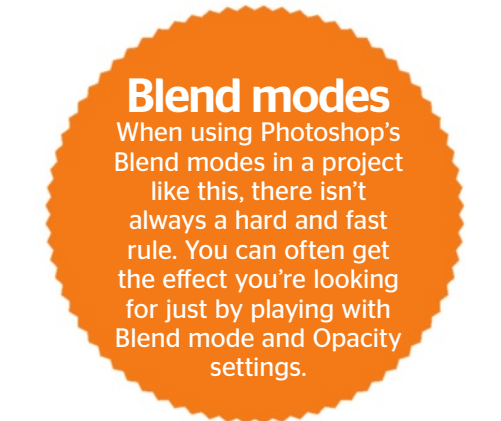 Blend modes
When using Photoshop’s
Blend modes in a project
like this, there isn’t
always a hard and fast
rule. You can often get
the effect you’re looking
for just by playing with
Blend mode and Opacity
settings.